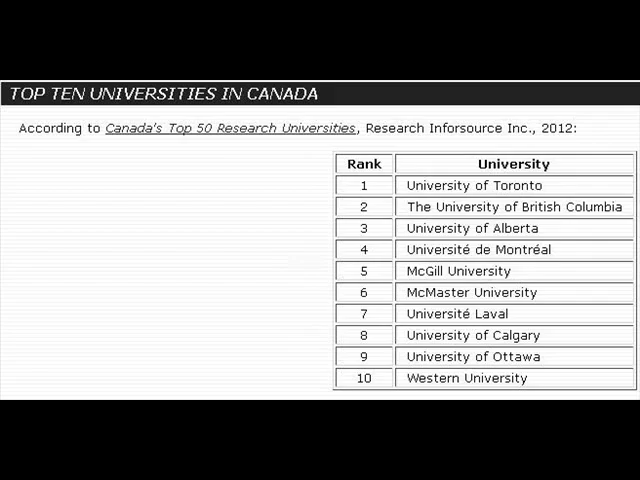 TOP TEN UNIVERSITIES IN CANADA
According to Canada's Top 50 Research Universities, Research Inforsource Inc., 2012:
Rank University
1 University of Toronto
2 The University of British Columbia
3 University of Alberta
4 Université de Montréal
5 McGill University
6 McMaster University
7 Université Laval
8 University of Calgary
9 University of Ottawa
10 Western University